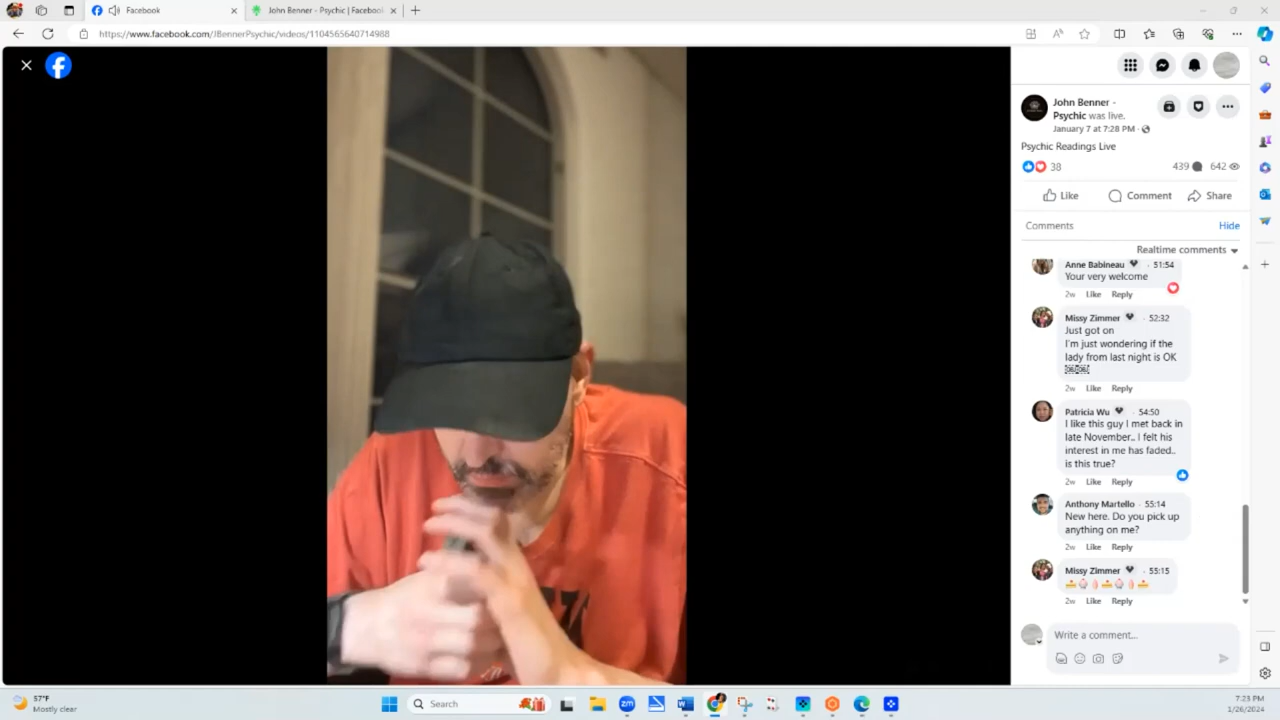 Facebook
John Benner - Psychic | Facebook
https://www.facebook.com/JBennerPsychic/videos/1104565640714988
John Benner -
Psychic was live.
January 7 at 7:28 PM
Psychic Readings Live
38
439
642
Like
Comment
Share
Comments
Hide
Realtime comments
Anne Babineau · 51:54
Your very welcome
2w Like Reply
Missy Zimmer · 52:32
Just got on
I'm just wondering if the
lady from last night is OK
2w Like Reply
Patricia Wu · 54:50
I like this guy I met back in
late November.. I felt his
interest in me has faded..
is this true?
2w Like Reply
Anthony Martello · 55:14
New here. Do you pick up
anything on me?
2w Like Reply
Missy Zimmer · 55:15
2w Like Reply
Write a comment...
57°F
Mostly clear
Search
zm
7:23 PM
1/26/2024